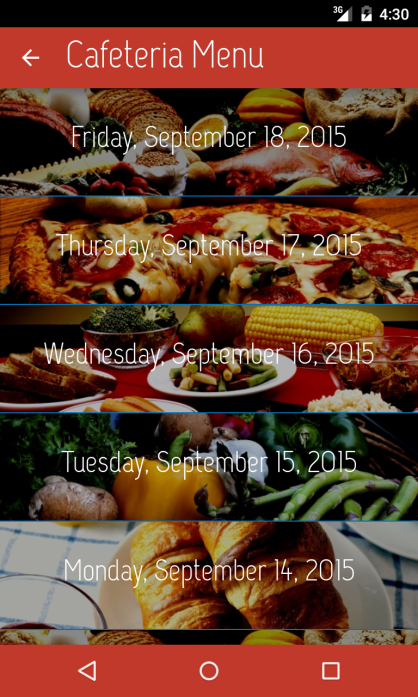 3G 4:30
Cafeteria Menu
Friday, September 18, 2015
Thursday, September 17, 2015
Wednesday, September 16, 2015
Tuesday, September 15, 2015
Monday, September 14, 2015